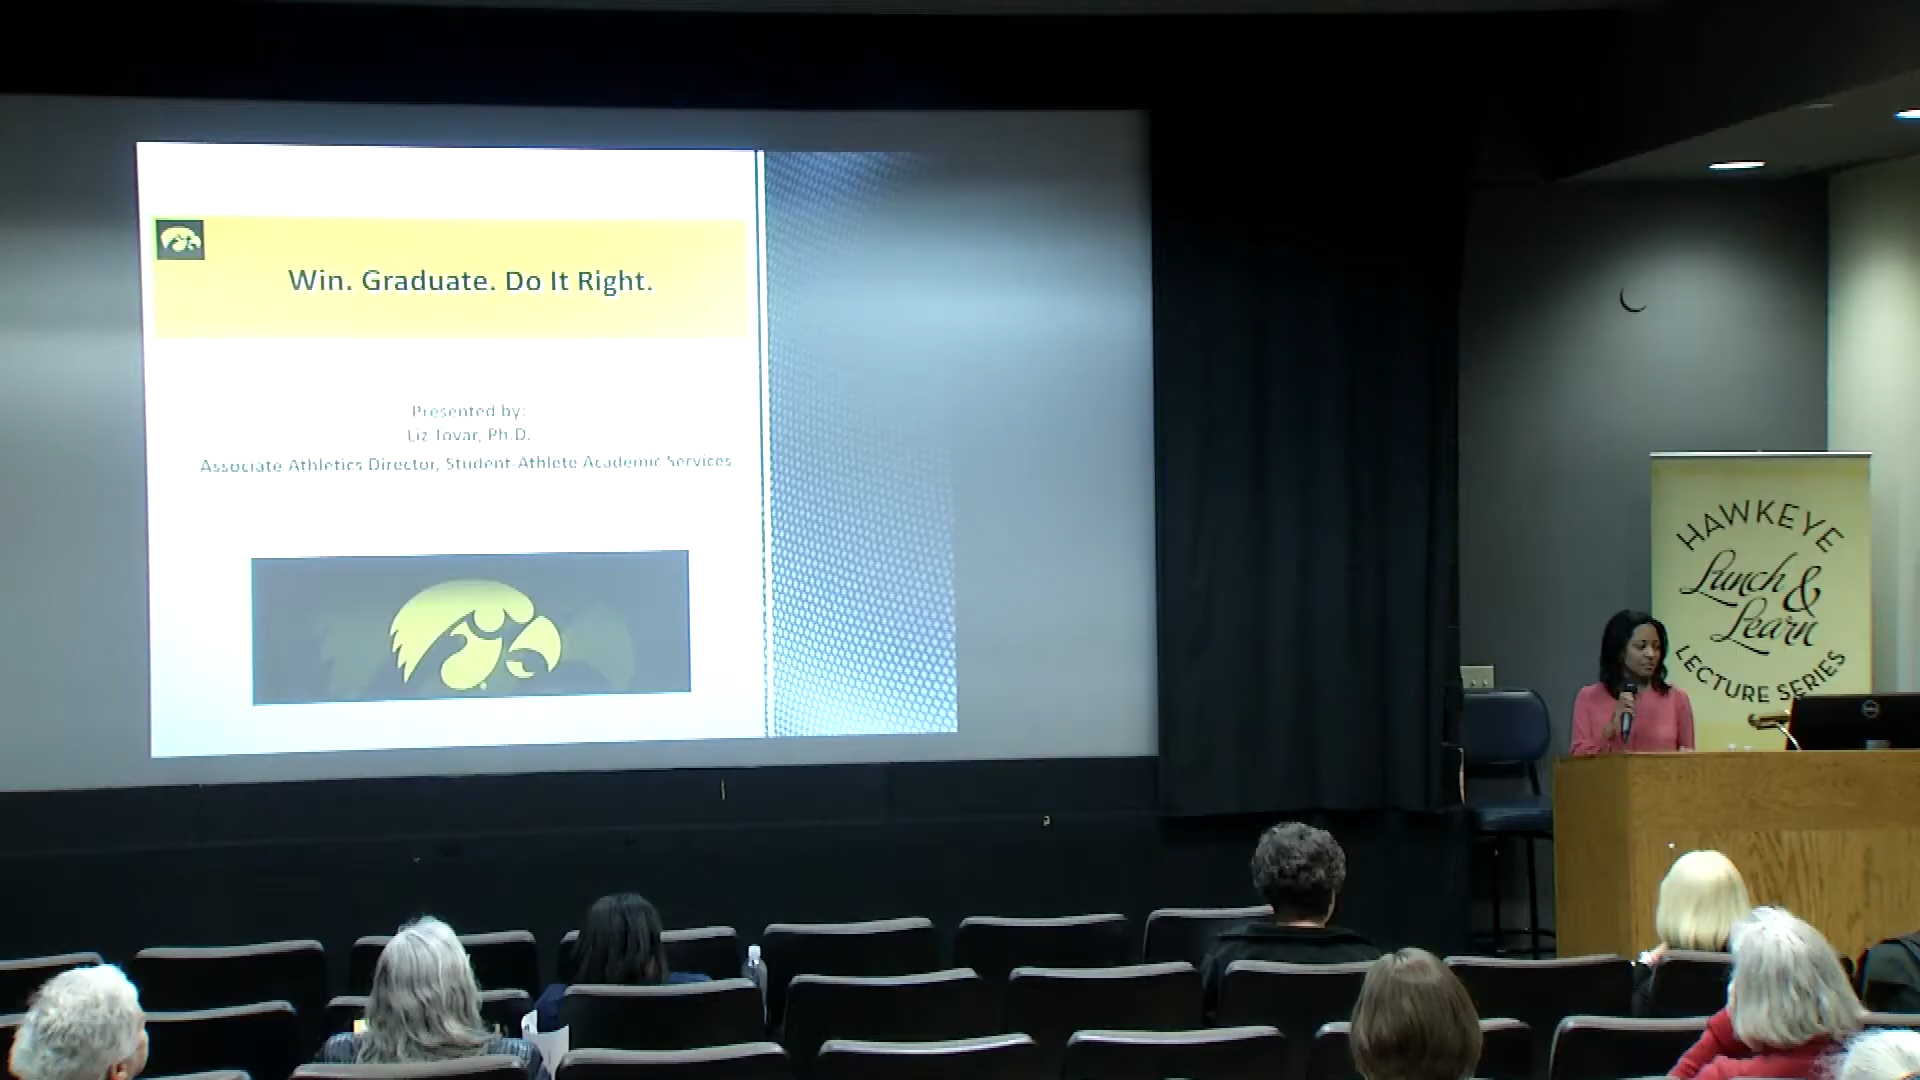 Win. Graduate. Do It Right.
Presented by:
Liz Tovar, Ph.D.
Associate Athletics Director, Student-Athlete Academic Services
HAWKEYE
Lunch &
Learn
LECTURE SERIES